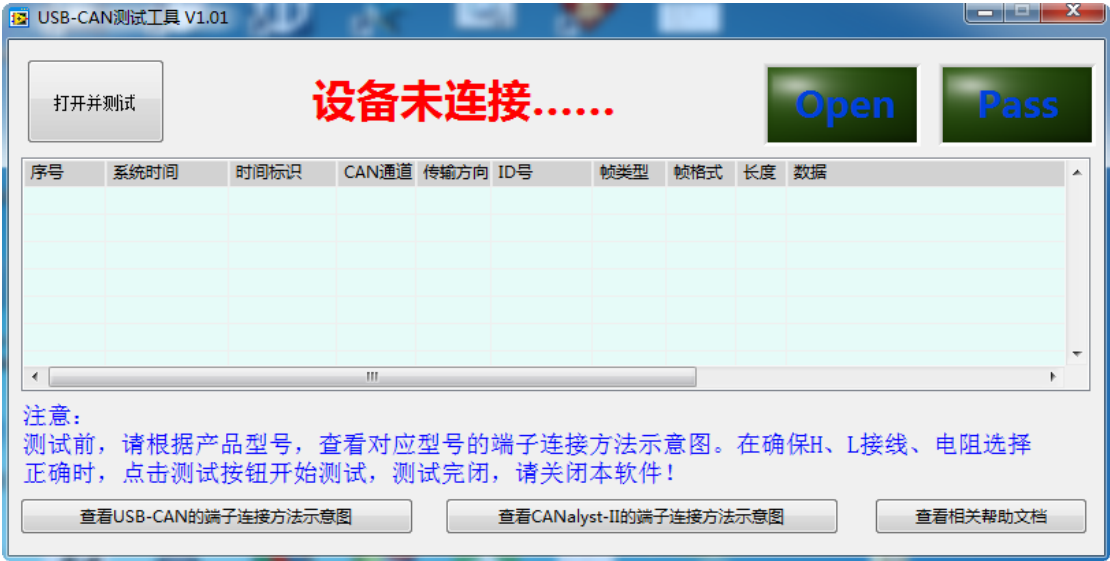 USB-CAN测试工具 V1.01
打开并测试
设备未连接......
Open
Pass
序号 系统时间 时间标识 CAN通道 传输方向 ID号 帧类型 帧格式 长度 数据
注意:
测试前，请根据产品型号，查看对应型号的端子连接方法示意图。在确保H、L接线、电阻选择
正确时，点击测试按钮开始测试，测试完闭，请关闭本软件！
查看USB-CAN的端子连接方法示意图
查看CANalyst-II的端子连接方法示意图
查看相关帮助文档